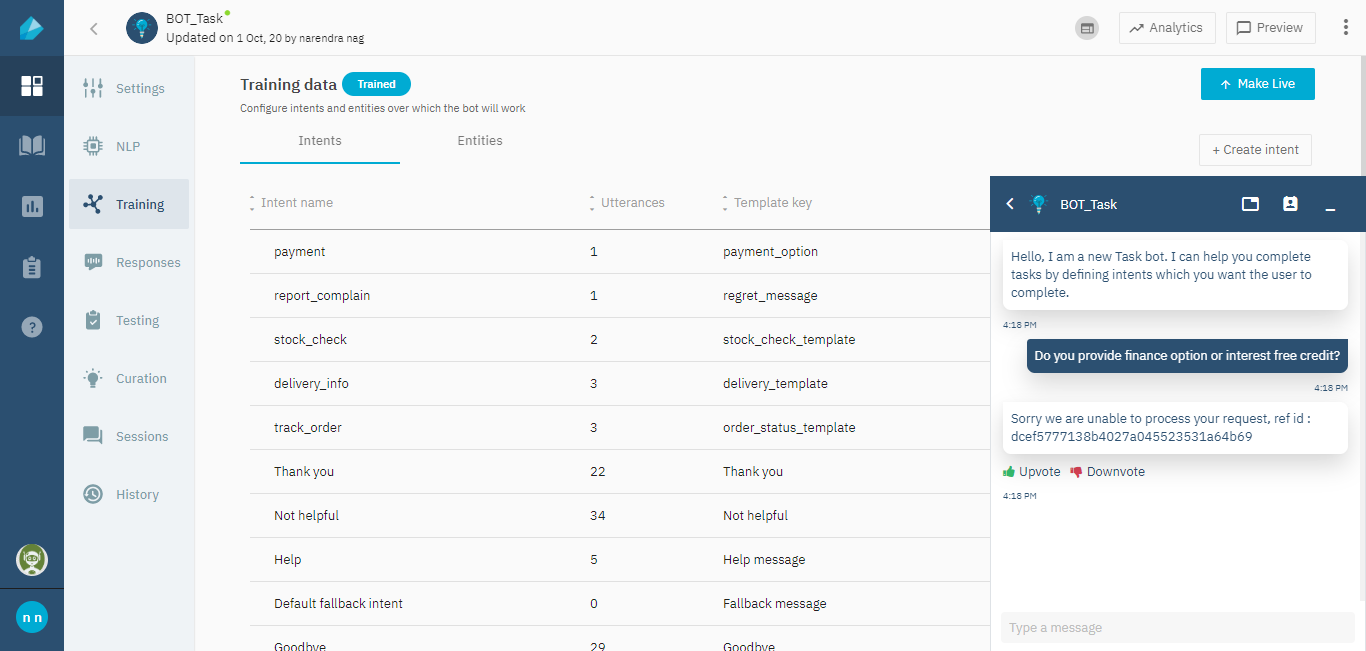 BOT_Task
Updated on 1 Oct, 20 by narendra nag
Analytics
Preview
Settings
NLP
Training
Responses
Testing
Curation
Sessions
History
n n
Training data Trained
Make Live
Configure intents and entities over which the bot will work
Intents Entities
+ Create intent
Intent name Utterances Template key
payment 1 payment_option
report_complain 1 regret_message
stock_check 2 stock_check_template
delivery_info 3 delivery_template
track_order 3 order_status_template
Thank you 22 Thank you
Not helpful 34 Not helpful
Help 5 Help message
Default fallback intent 0 Fallback message
Goodbye 29 Goodbye
BOT_Task
Hello, I am a new Task bot. I can help you complete
tasks by defining intents which you want the user to
complete.
4:18 PM
Do you provide finance option or interest free credit?
4:18 PM
Sorry we are unable to process your request, ref id :
dcef5777138b4027a045523531a64b69
Upvote Downvote
4:18 PM
Type a message